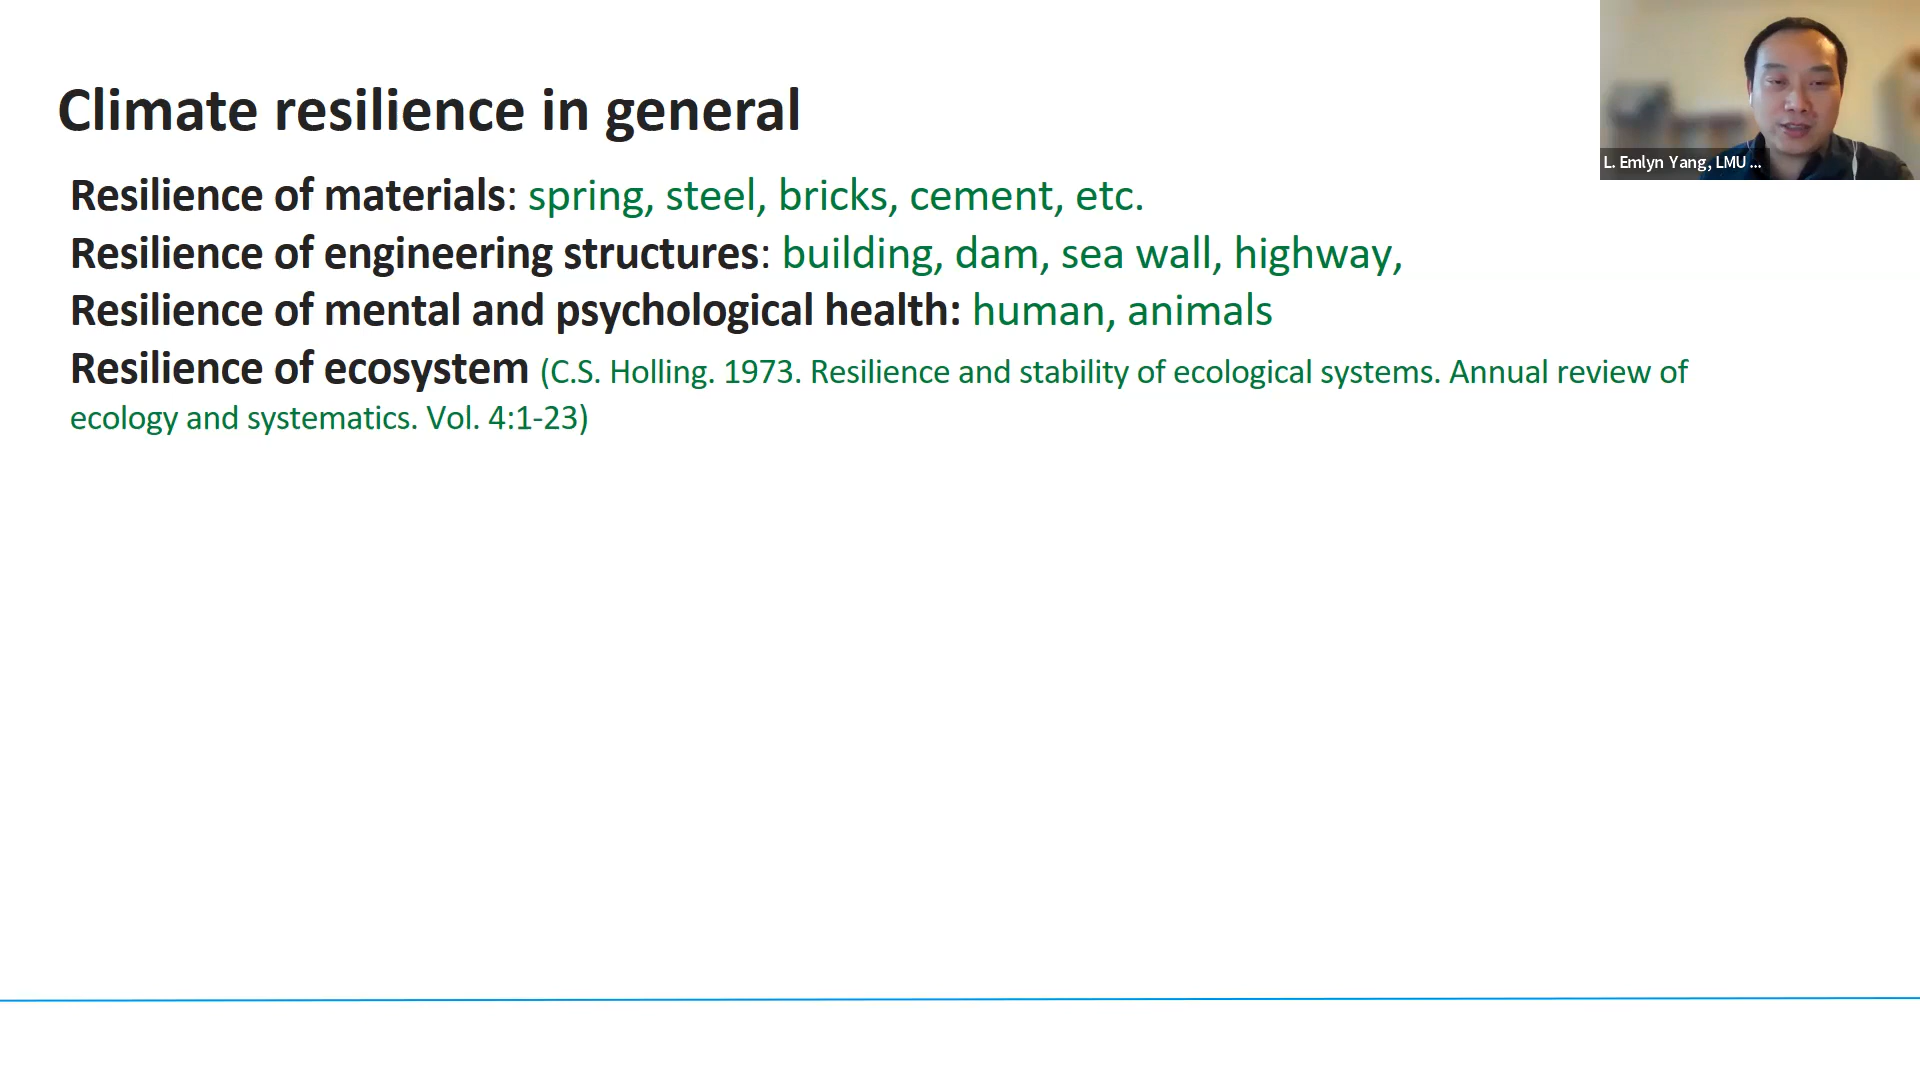 Climate resilience in general
Resilience of materials: spring, steel, bricks, cement, etc.
Resilience of engineering structures: building, dam, sea wall, highway,
Resilience of mental and psychological health: human, animals
Resilience of ecosystem (C.S. Holling. 1973. Resilience and stability of ecological systems. Annual review of
ecology and systematics. Vol. 4:1-23)
L. Emlyn Yang, LMU ...